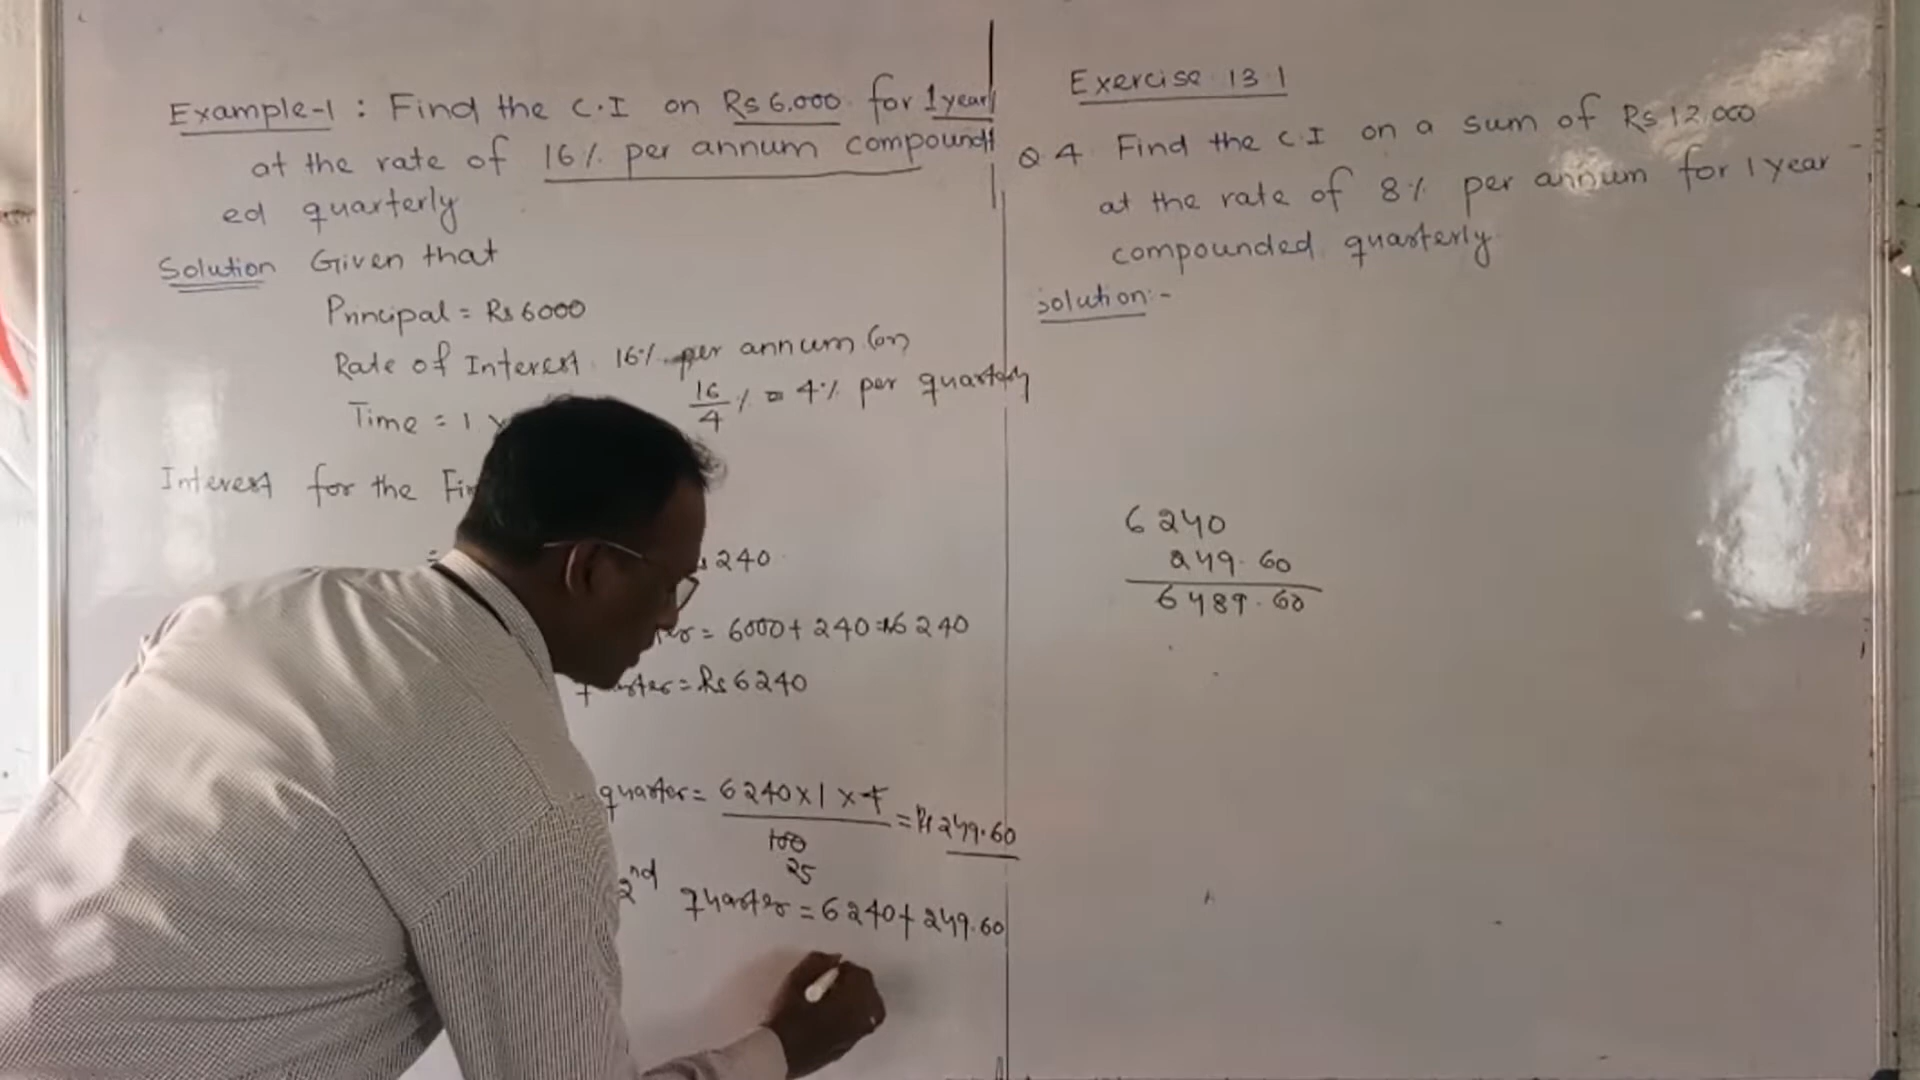 Example-1 : Find the C.I on Rs 6.000 for 1 year
at the rate of 16% per annum compound
ed quarterly
Solution Given that
Principal = Rs 6000
Rate of Interest 16% per annum (or)
16/4 % = 4% per quarterly
Time = 1
Interest for the
240
= 6000 + 240 = 6240
= Rs 6240
quarter = 6240 x 1 x 4 / 100 = Rs 249.60
25
2nd quarter = 6240 + 249.60
Exercise 13.1
Q 4 Find the C.I on a sum of Rs 12,000
at the rate of 8% per annum for 1 year
compounded quarterly
solution:-
6240
249.60
6489.60